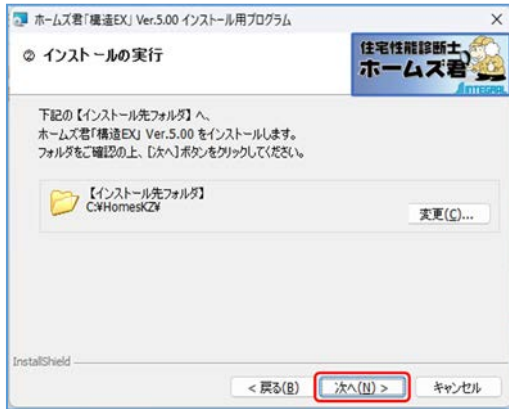 ホームズ君「構造EX」 Ver.5.00 インストール用プログラム
② インストールの実行
住宅性能診断士
ホームズ君
INTEGRAL
下記の【インストール先フォルダ】へ、
ホームズ君「構造EX」 Ver.5.00 をインストールします。
フォルダをご確認の上、[次へ]ボタンをクリックしてください。
【インストール先フォルダ】
C:¥HomesKZ¥
変更(C)...
InstallShield
< 戻る(B)
次へ(N) >
キャンセル